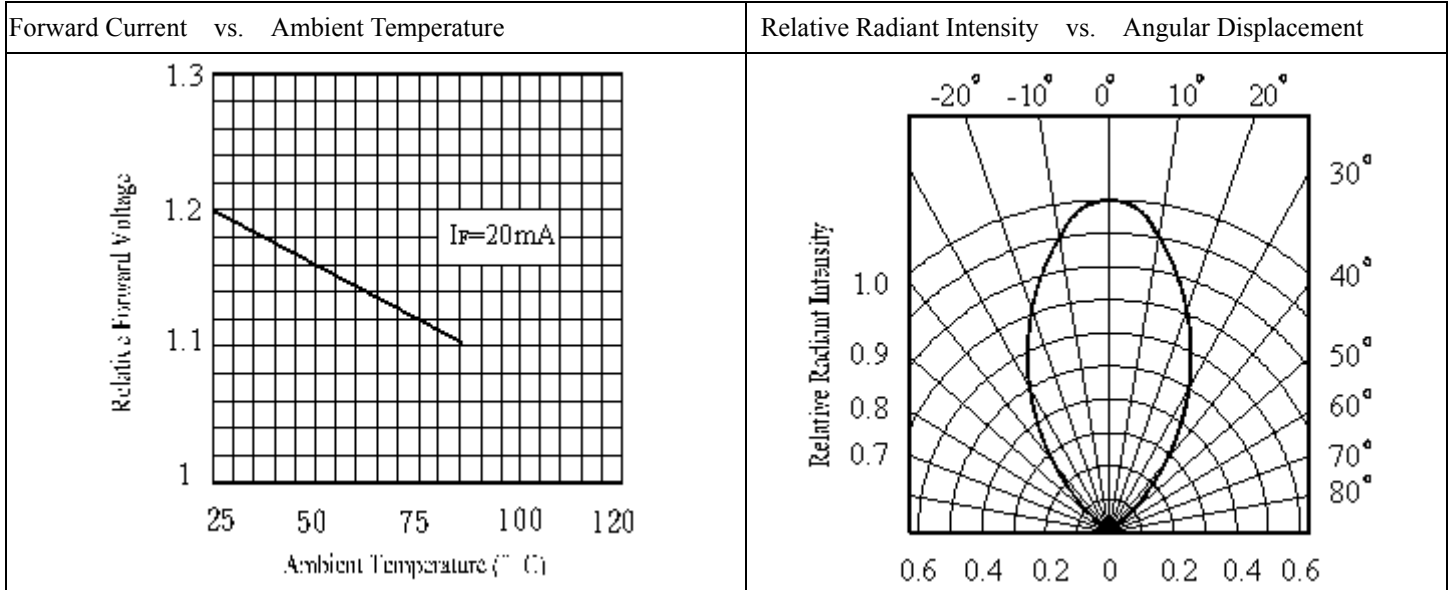 Forward Current vs. Ambient Temperature
Relative Radiant Intensity vs. Angular Displacement
1.3
1.2
1.1
1
Relative Forward Voltage
IF=20mA
25 50 75 100 120
Ambient Temperature (° C)
-20° -10° 0° 10° 20°
30°
40°
50°
60°
70°
80°
Relative Radiant Intensity
1.0
0.9
0.8
0.7
0.6 0.4 0.2 0 0.2 0.4 0.6